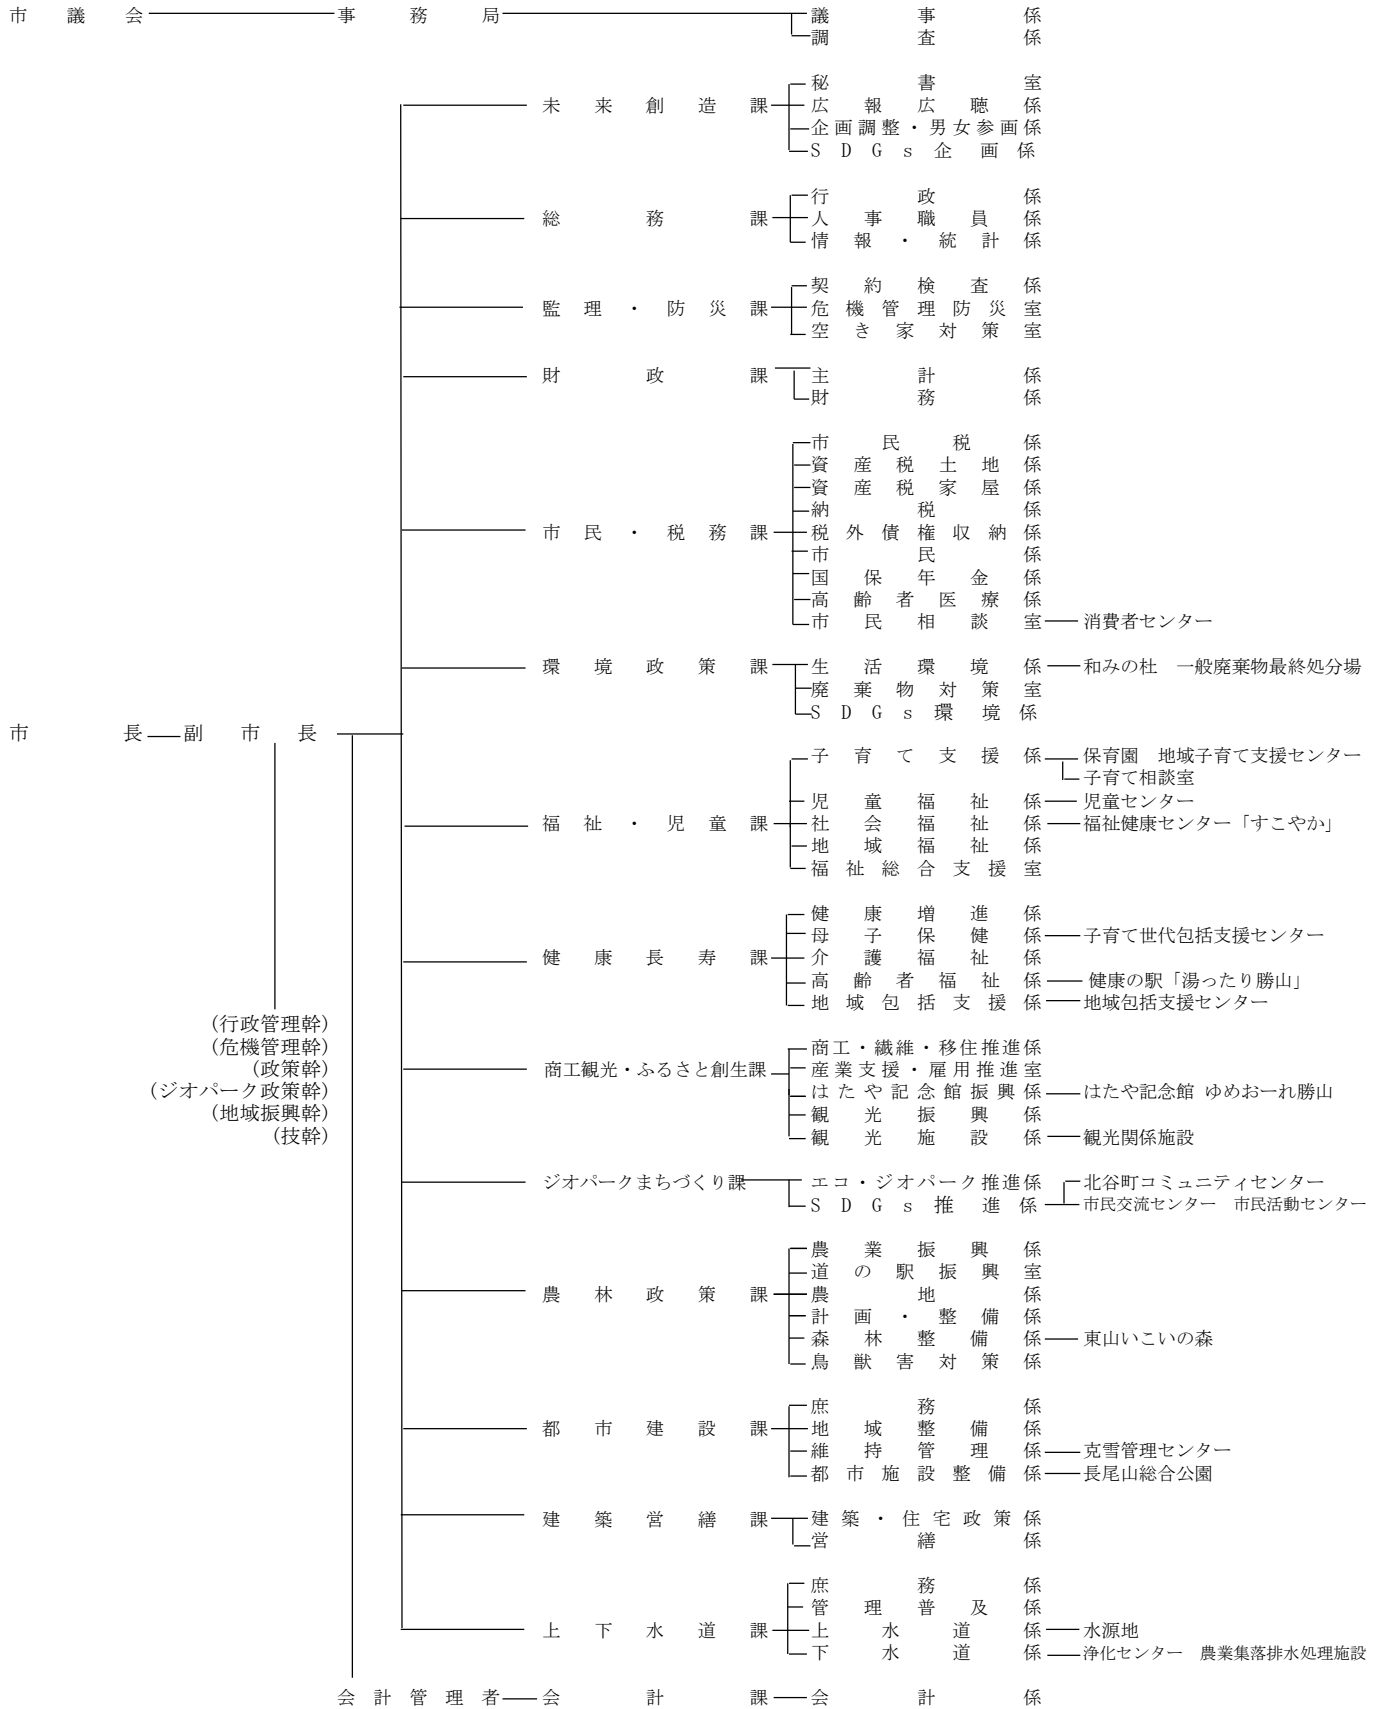 市議会 事務局 議事係
調査係
秘書室
未来創造課 広報広聴係
企画調整・男女参画係
SDGs企画係
行政係
総務課 人事職員係
情報・統計係
契約検査係
監理・防災課 危機管理防災室
空き家対策室
財政課 主計係
財務係
市民税係
資産税土地係
資産税家屋係
納税係
市民・税務課 税外債権収納係
市民係
国保年金係
高齢者医療係
市民相談室 消費者センター
環境政策課 生活環境係 和みの杜 一般廃棄物最終処分場
廃棄物対策室
SDGs環境係
市長 副市長
子育て支援係 保育園 地域子育て支援センター
子育て相談室
児童福祉係 児童センター
福祉・児童課 社会福祉係 福祉健康センター「すこやか」
地域福祉係
福祉総合支援室
健康増進係
母子保健係 子育て世代包括支援センター
健康長寿課 介護福祉係
高齢者福祉係 健康の駅「湯ったり勝山」
地域包括支援係 地域包括支援センター
(行政管理幹)
(危機管理幹)
(政策幹)
(ジオパーク政策幹)
(地域振興幹)
(技幹)
商工・繊維・移住推進係
商工観光・ふるさと創生課 産業支援・雇用推進室
はたや記念館振興係 はたや記念館 ゆめおーれ勝山
観光振興係
観光施設係 観光関係施設
ジオパークまちづくり課 エコ・ジオパーク推進係 北谷町コミュニティセンター
SDGs推進係 市民交流センター 市民活動センター
農業振興係
道の駅振興室
農林政策課 農地係
計画・整備係
森林整備係 東山いこいの森
鳥獣害対策係
庶務係
都市建設課 地域整備係
維持管理係 克雪管理センター
都市施設整備係 長尾山総合公園
建築営繕課 建築・住宅政策係
営繕係
庶務係
管理普及係
上下水道課 上水道係 水源地
下水道係 浄化センター 農業集落排水処理施設
会計管理者 会計課 会計係